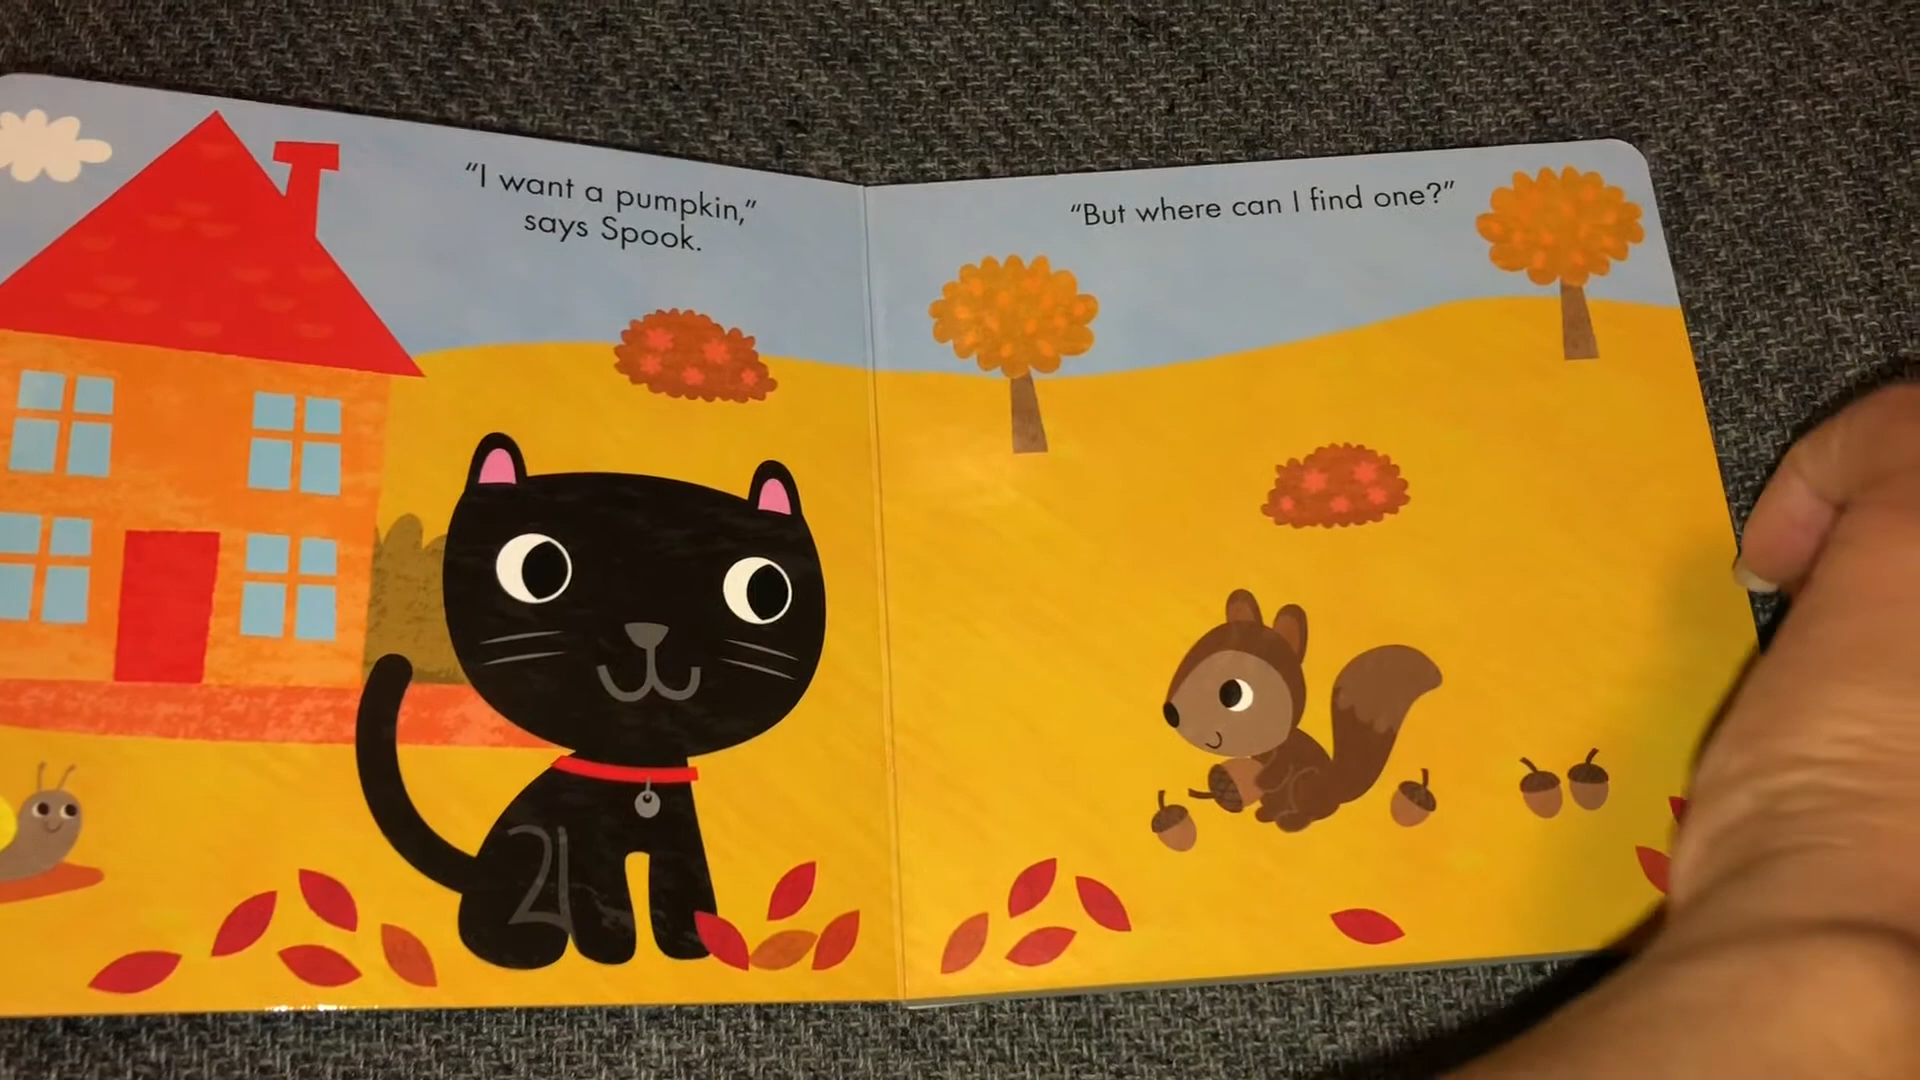 “I want a pumpkin,”
says Spook.
“But where can I find one?”